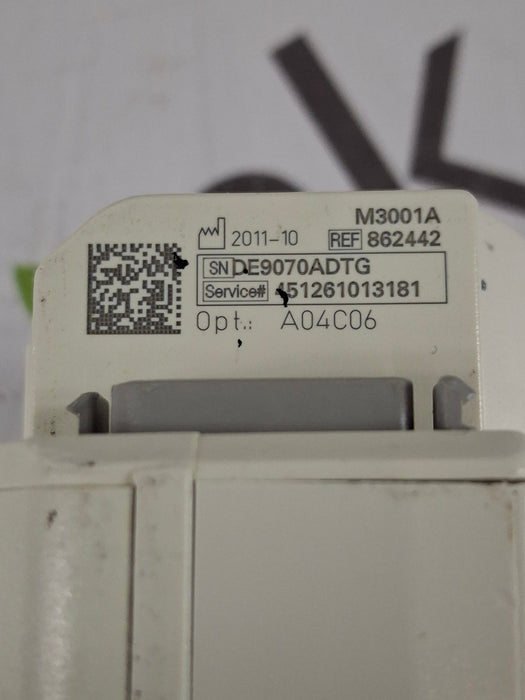 M3001A
2011-10 REF 862442
SN DE9070ADTG
Service# 451261013181
Opt.: A04C06